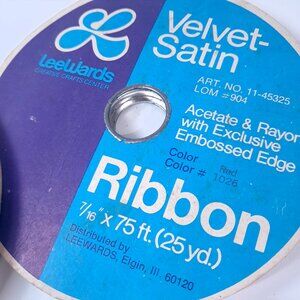 LeeWards
CREATIVE CRAFTS CENTER
Velvet-
Satin
ART. NO. 11-45325
LOM #904
Acetate & Rayon
with Exclusive
Embossed Edge
Color Red
Color # 1026
Ribbon
7/16" x 75 ft. (25 yd.)
Distributed by
LEEWARDS, Elgin, Ill. 60120